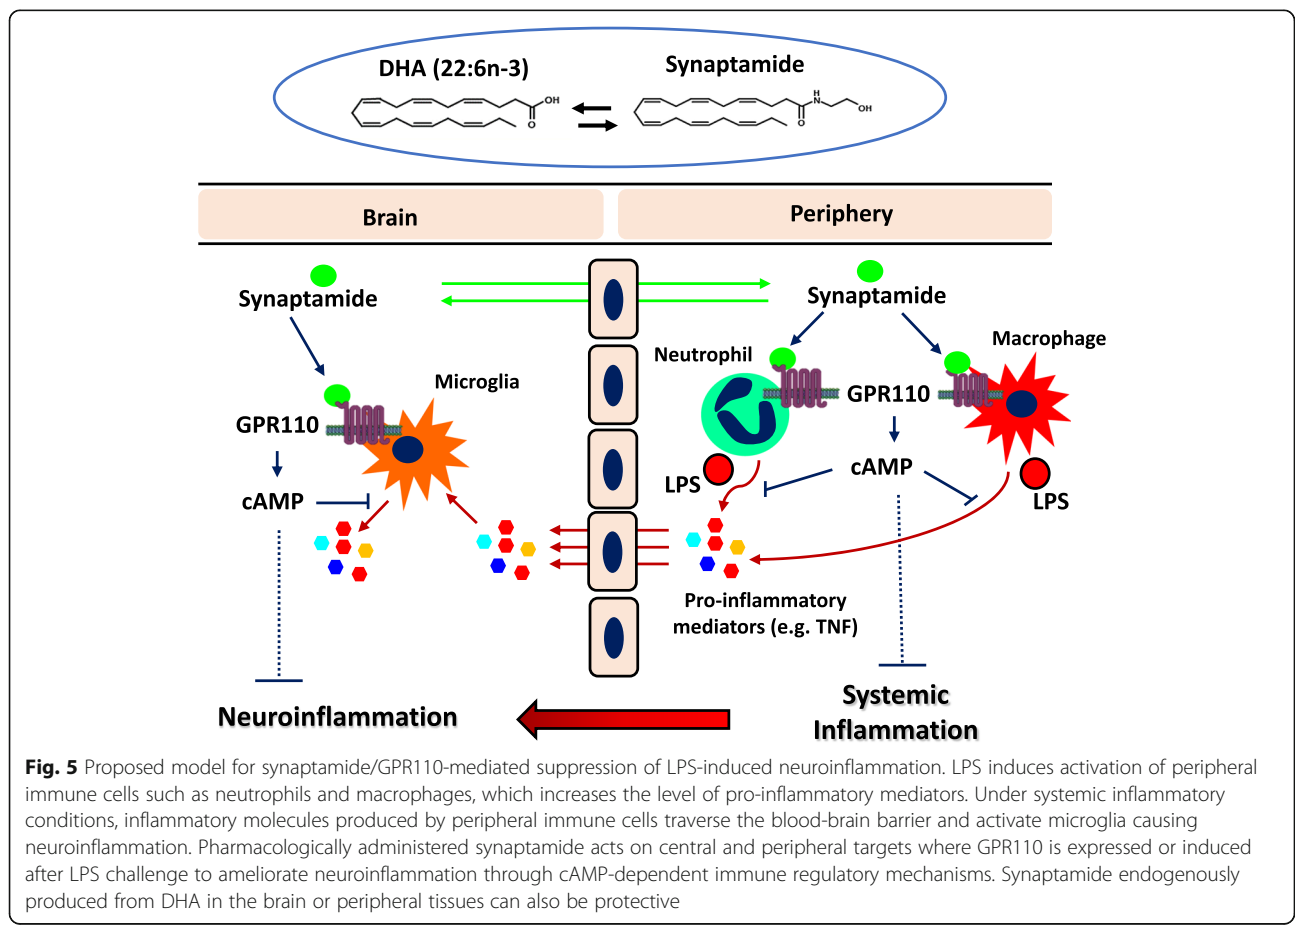 DHA (22:6n-3)
Synaptamide
OH
O
H
N
O
OH
Brain
Periphery
Synaptamide
Synaptamide
Macrophage
Neutrophil
Microglia
GPR110
GPR110
cAMP
LPS
LPS
cAMP
Pro-inflammatory
mediators (e.g. TNF)
Neuroinflammation
Systemic
Inflammation
Fig. 5 Proposed model for synaptamide/GPR110-mediated suppression of LPS-induced neuroinflammation. LPS induces activation of peripheral
immune cells such as neutrophils and macrophages, which increases the level of pro-inflammatory mediators. Under systemic inflammatory
conditions, inflammatory molecules produced by peripheral immune cells traverse the blood-brain barrier and activate microglia causing
neuroinflammation. Pharmacologically administered synaptamide acts on central and peripheral targets where GPR110 is expressed or induced
after LPS challenge to ameliorate neuroinflammation through cAMP-dependent immune regulatory mechanisms. Synaptamide endogenously
produced from DHA in the brain or peripheral tissues can also be protective